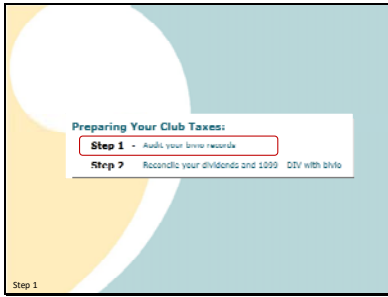 Preparing Your Club Taxes:
Step 1 - Audit your bivio records
Step 2 Reconcile your dividends and 1099 DIV with bivio
Step 1